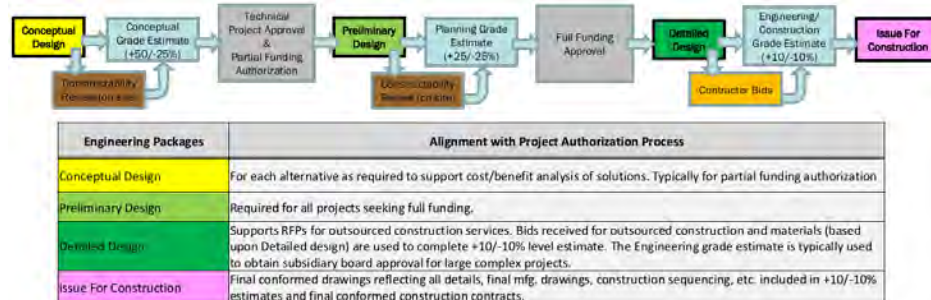 Conceptual
Design
Conceptual
Grade Estimate
(+50/-25%)
Technical
Project Approval
&
Partial Funding
Authorization
Preliminary
Design
Planning Grade
Estimate
(+25/-25%)
Full Funding
Approval
Detailed
Design
Engineering/
Construction
Grade Estimate
(+10/-10%)
Issue For
Construction
Constructability
Constructability
Contractor Bids
Engineering Packages
Alignment with Project Authorization Process
Conceptual Design
For each alternative as required to support cost/benefit analysis of solutions. Typically for partial funding authorization
Preliminary Design
Required for all projects seeking full funding.
Detailed Design
Supports RFPs for outsourced construction services. Bids received for outsourced construction and materials (based
upon Detailed design) are used to complete +10/-10% level estimate. The Engineering grade estimate is typically used
to obtain subsidiary board approval for large complex projects.
Issue For Construction
Final conformed drawings reflecting all details, final mfg. drawings, construction sequencing, etc. included in +10/-10%
estimates and final conformed construction contracts.